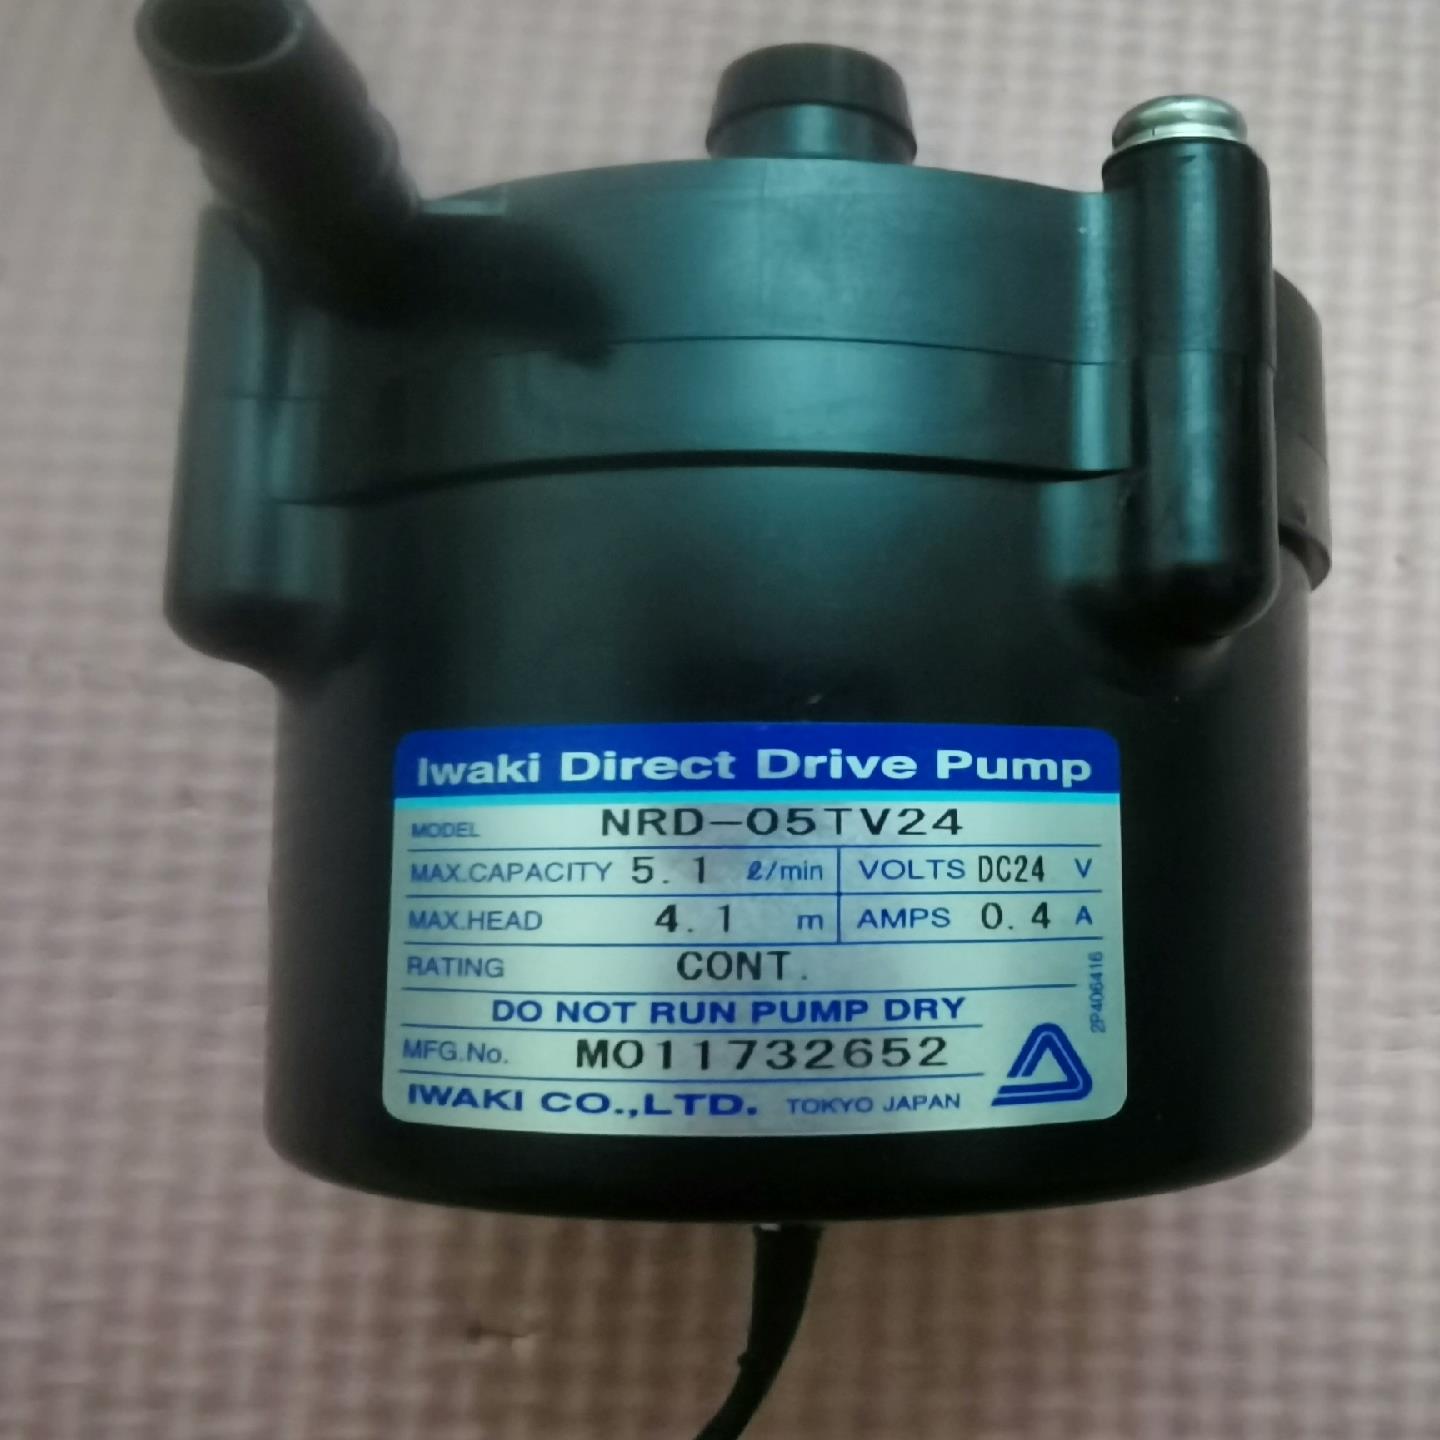 Iwaki Direct Drive Pump
MODEL NRD-05TV24
MAX.CAPACITY 5.1 ℓ/min VOLTS DC24 V
MAX.HEAD 4.1 m AMPS 0.4 A
RATING CONT.
DO NOT RUN PUMP DRY
2P406416
MFG.No. M011732652
IWAKI CO.,LTD. TOKYO JAPAN